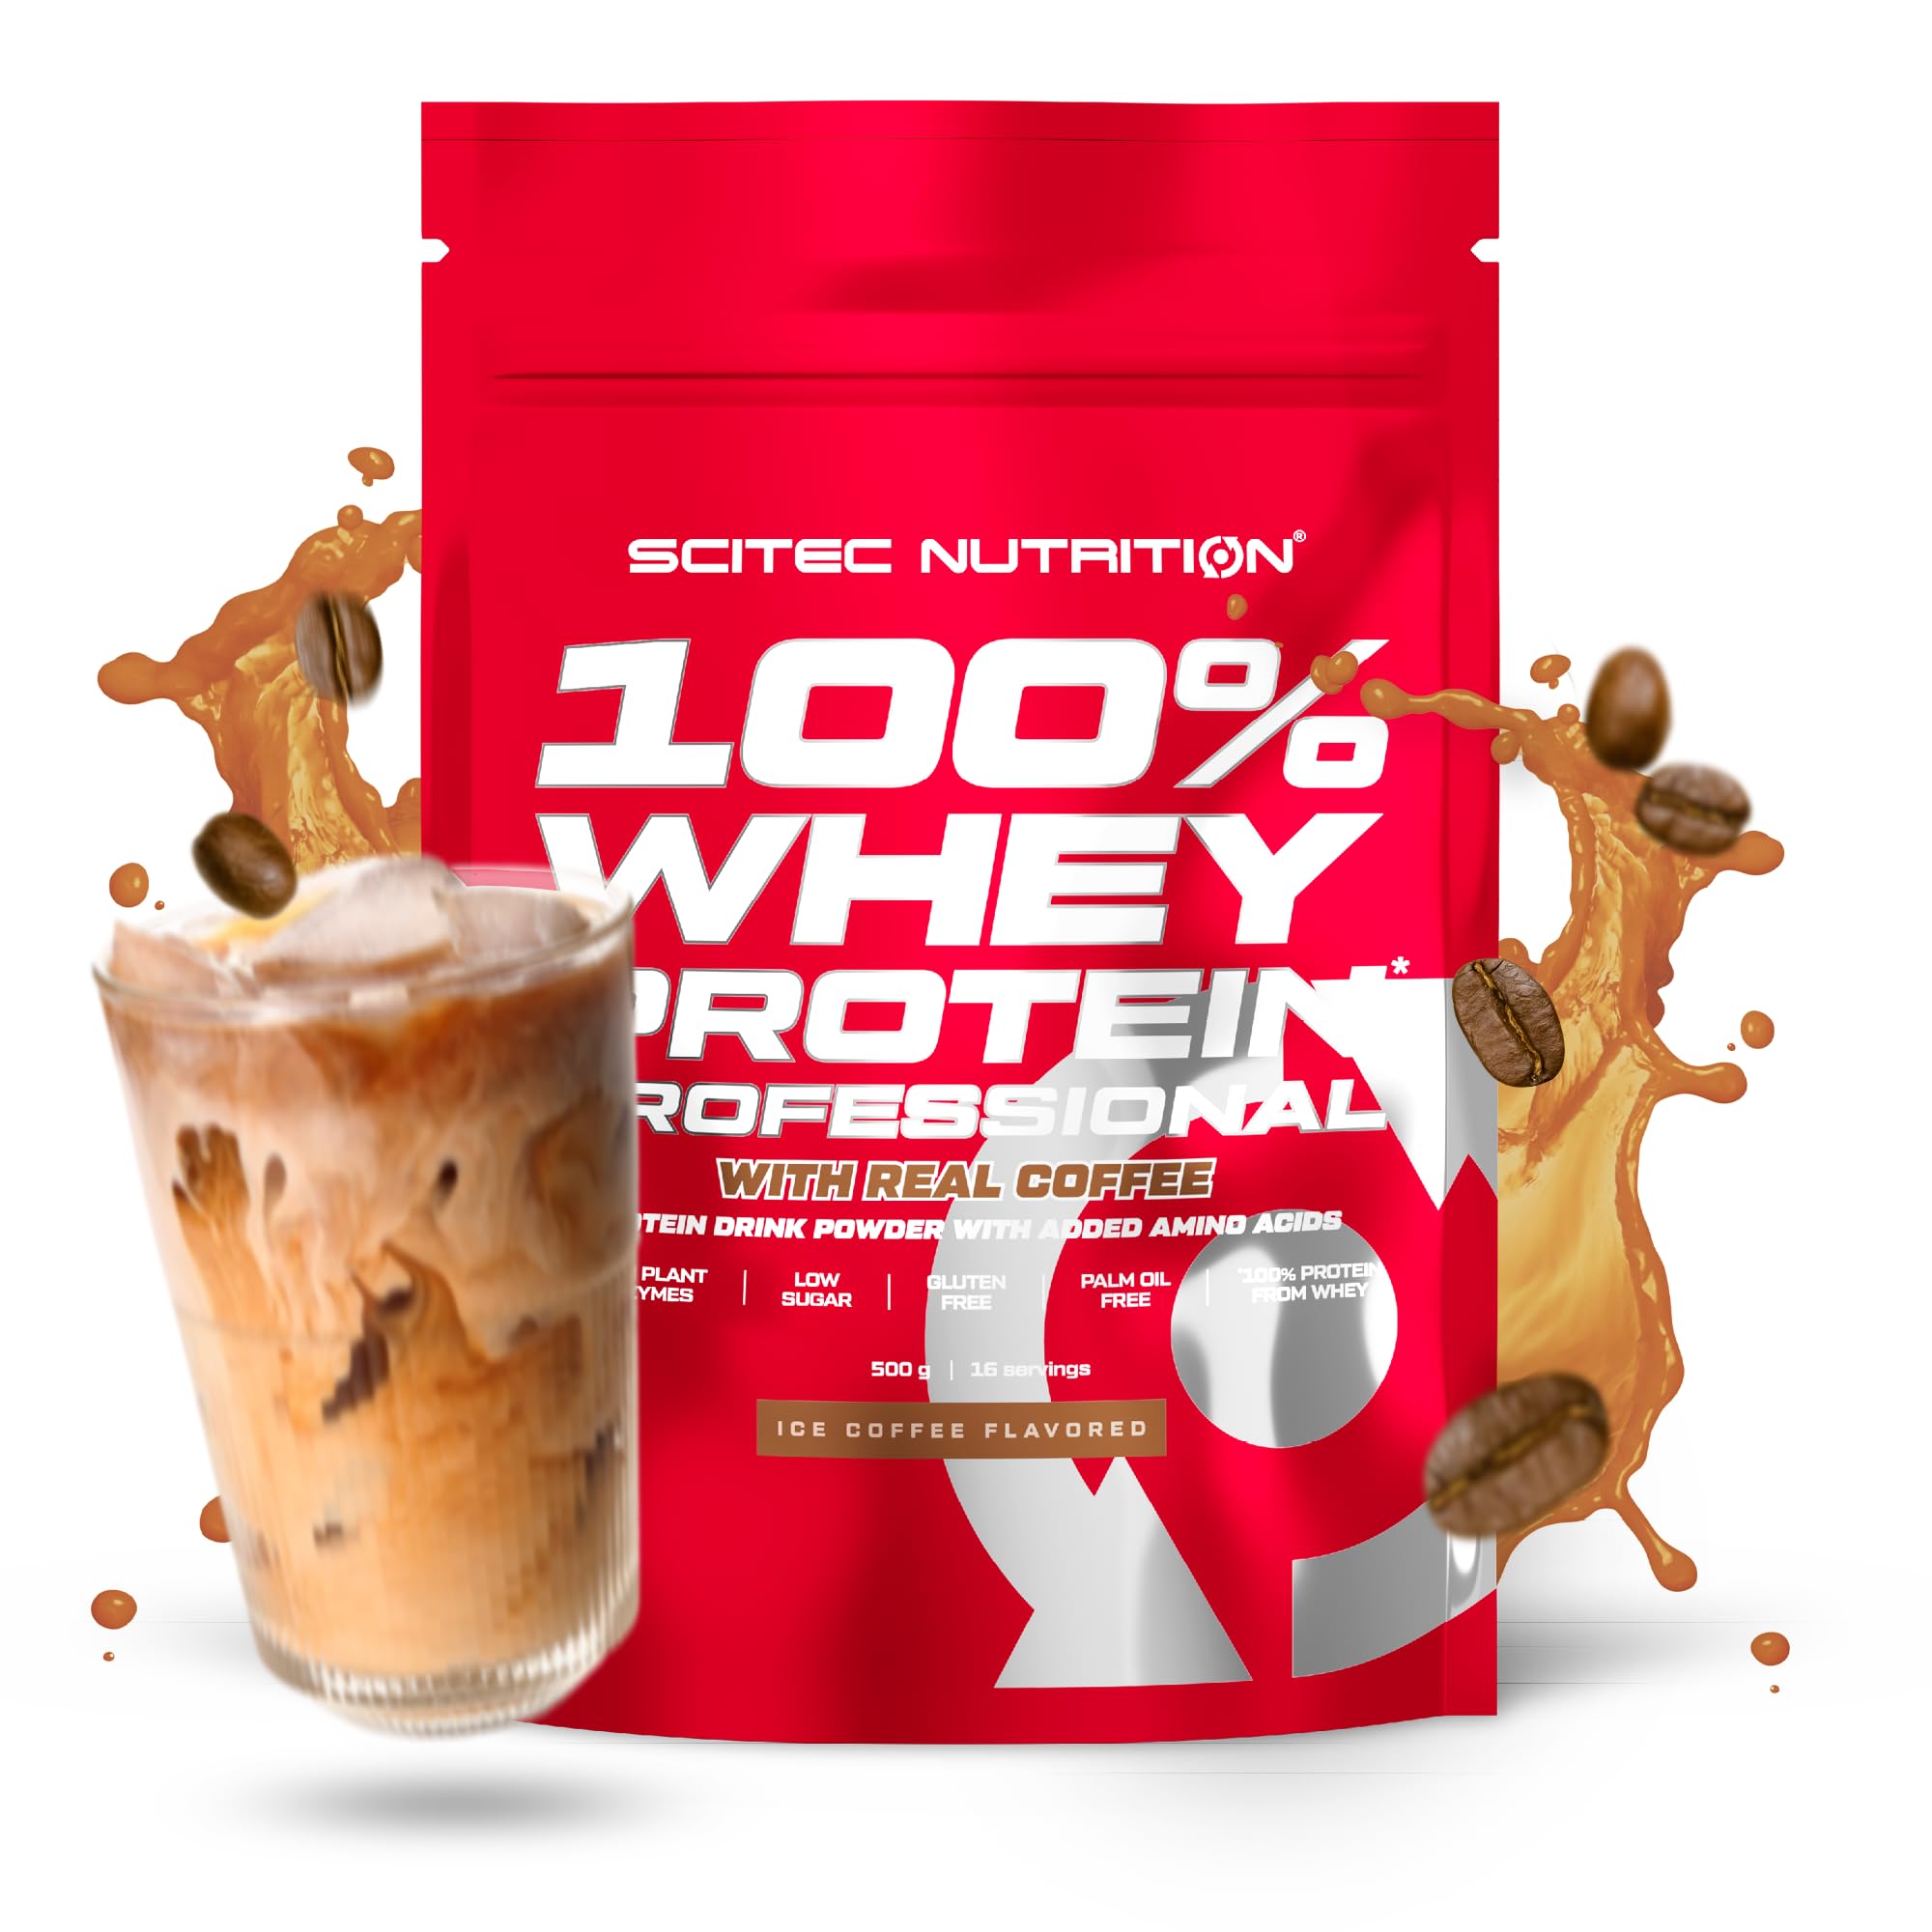 SCITEC NUTRITION®
100%
WHEY
PROTEIN*
PROFESSIONAL
WITH REAL COFFEE
DRINK POWDER WITH ADDED AMINO ACIDS
PLANT
LOW SUGAR
GLUTEN FREE
PALM OIL FREE
*100% PROTEIN FROM WHEY
500 g | 16 servings
ICE COFFEE FLAVORED